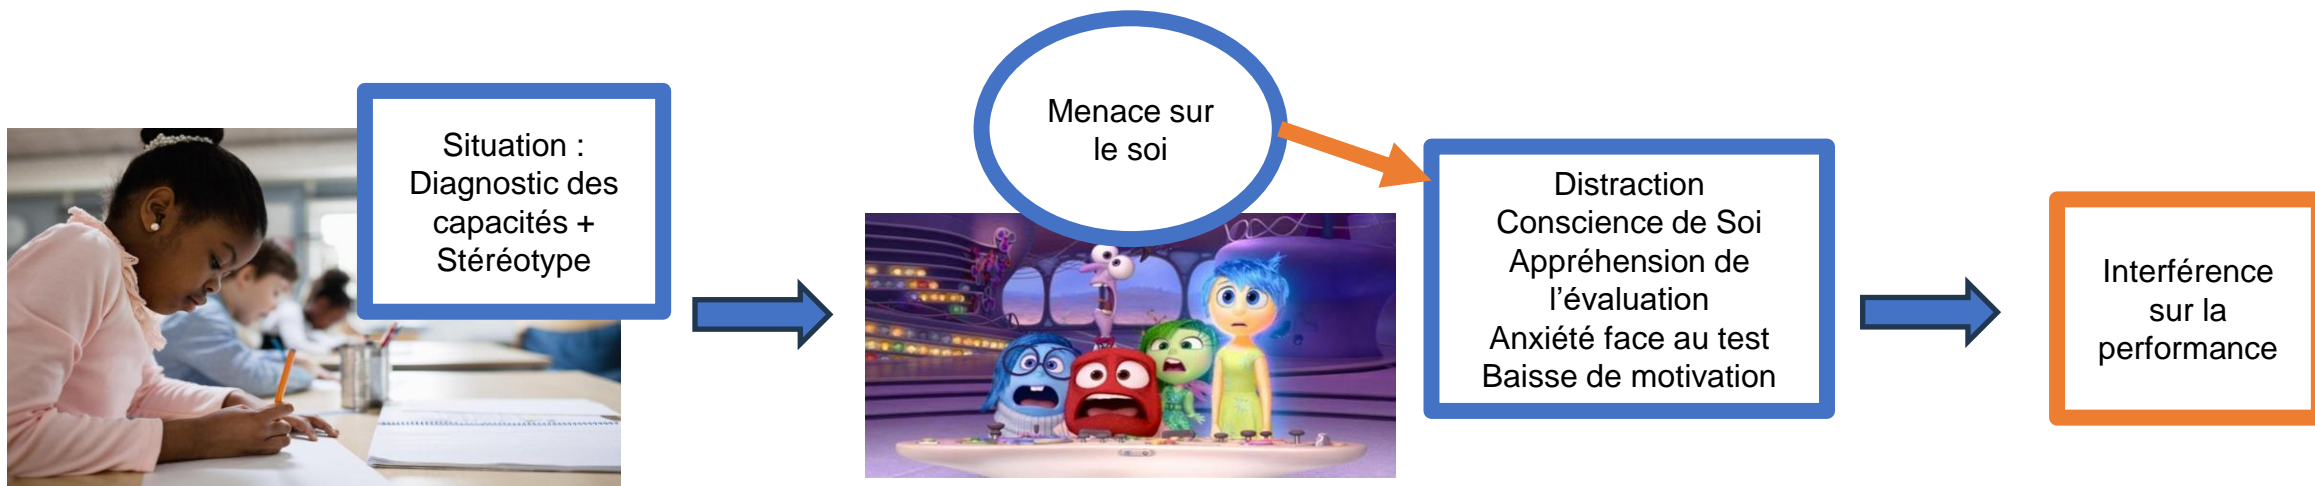 Situation :
Diagnostic des
capacités +
Stéréotype
Menace sur
le soi
Distraction
Conscience de Soi
Appréhension de
l’évaluation
Anxiété face au test
Baisse de motivation
Interférence
sur la
performance